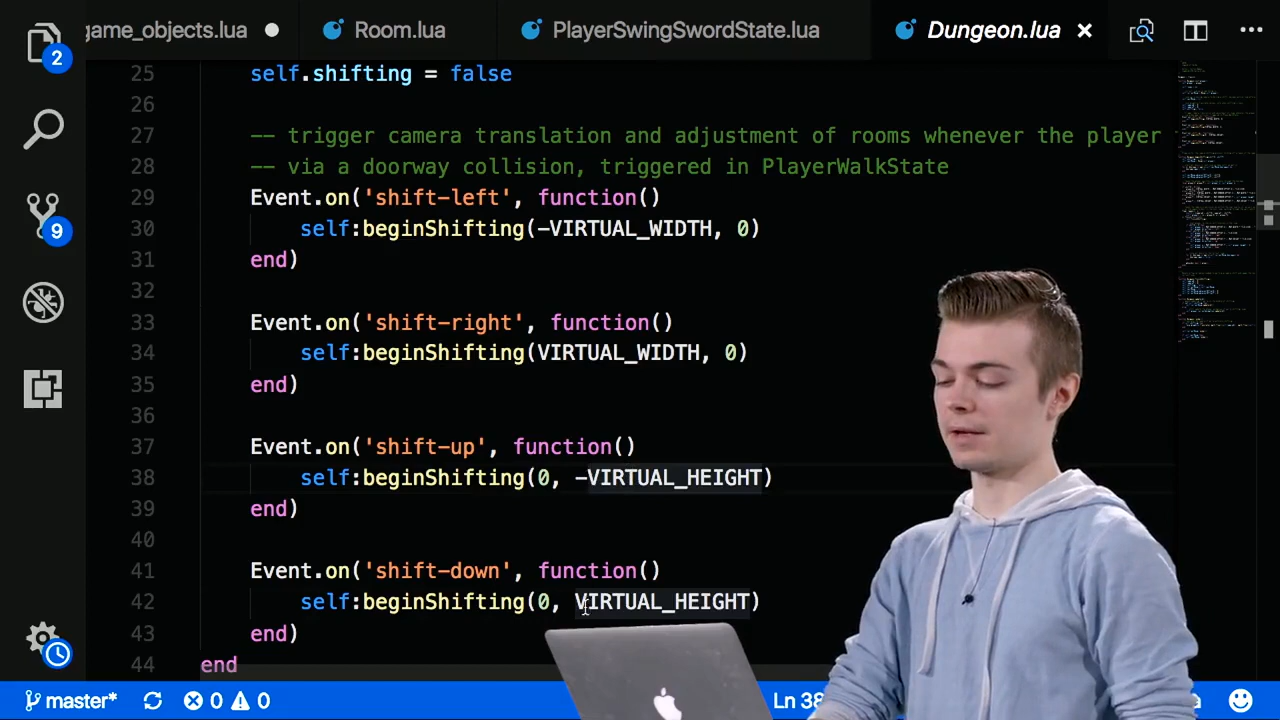 game_objects.lua
Room.lua
PlayerSwingSwordState.lua
Dungeon.lua
25 self.shifting = false
26
27 -- trigger camera translation and adjustment of rooms whenever the player
28 -- via a doorway collision, triggered in PlayerWalkState
29 Event.on('shift-left', function()
30 self:beginShifting(-VIRTUAL_WIDTH, 0)
31 end)
32
33 Event.on('shift-right', function()
34 self:beginShifting(VIRTUAL_WIDTH, 0)
35 end)
36
37 Event.on('shift-up', function()
38 self:beginShifting(0, -VIRTUAL_HEIGHT)
39 end)
40
41 Event.on('shift-down', function()
42 self:beginShifting(0, VIRTUAL_HEIGHT)
43 end)
44 end
2
9
master* 0 0 Ln 38